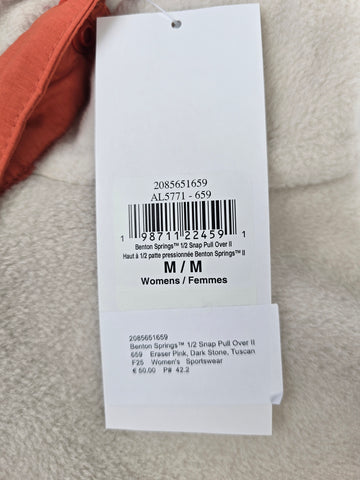 2085651659
AL5771 - 659
1 98711 22459 1
Benton Springs™ 1/2 Snap Pull Over II
Haut à 1/2 patte pressionnée Benton Springs™ II
M / M
Womens / Femmes
2085651659
Benton Springs™ 1/2 Snap Pull Over II
659 Eraser Pink, Dark Stone, Tuscan
F25 Women's Sportswear
€ 60.00 P# 42.2